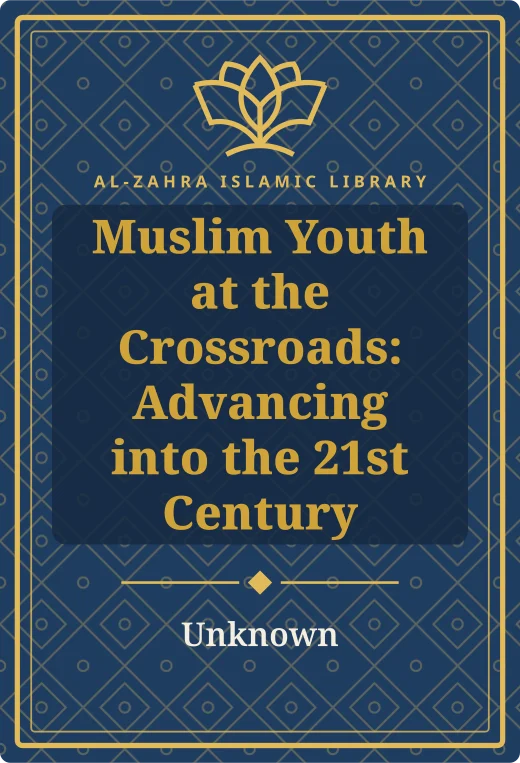 AL-ZAHRA ISLAMIC LIBRARY
Muslim Youth
at the
Crossroads:
Advancing
into the 21st
Century
Unknown